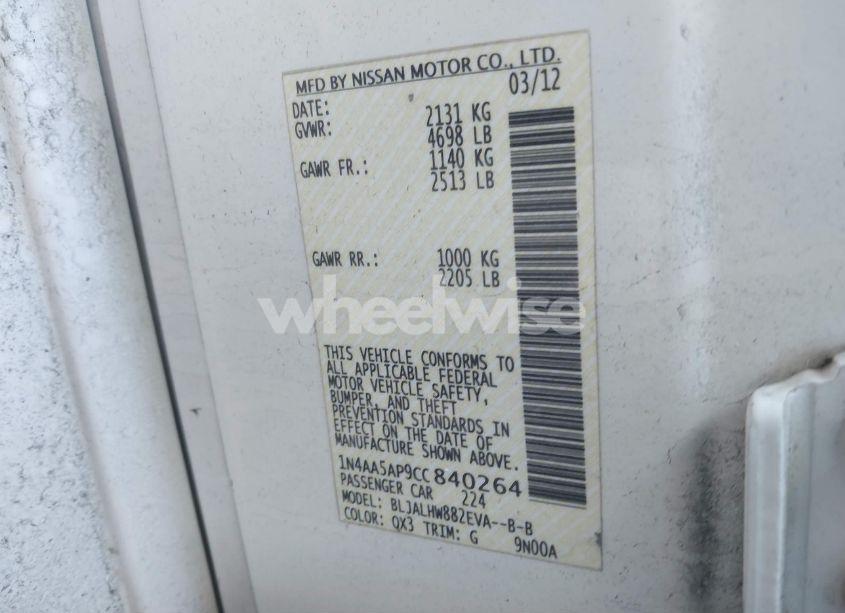 MFD BY NISSAN MOTOR CO., LTD.
DATE: 03/12
GVWR: 2131 KG
4698 LB
GAWR FR.: 1140 KG
2513 LB
GAWR RR.: 1000 KG
2205 LB
wheelwise
THIS VEHICLE CONFORMS TO
ALL APPLICABLE FEDERAL
MOTOR VEHICLE SAFETY,
BUMPER, AND THEFT
PREVENTION STANDARDS IN
EFFECT ON THE DATE OF
MANUFACTURE SHOWN ABOVE.
1N4AA5AP9CC840264
PASSENGER CAR 224
MODEL: BLJALHW882EVA--B-B
COLOR: QX3 TRIM: G 9N00A